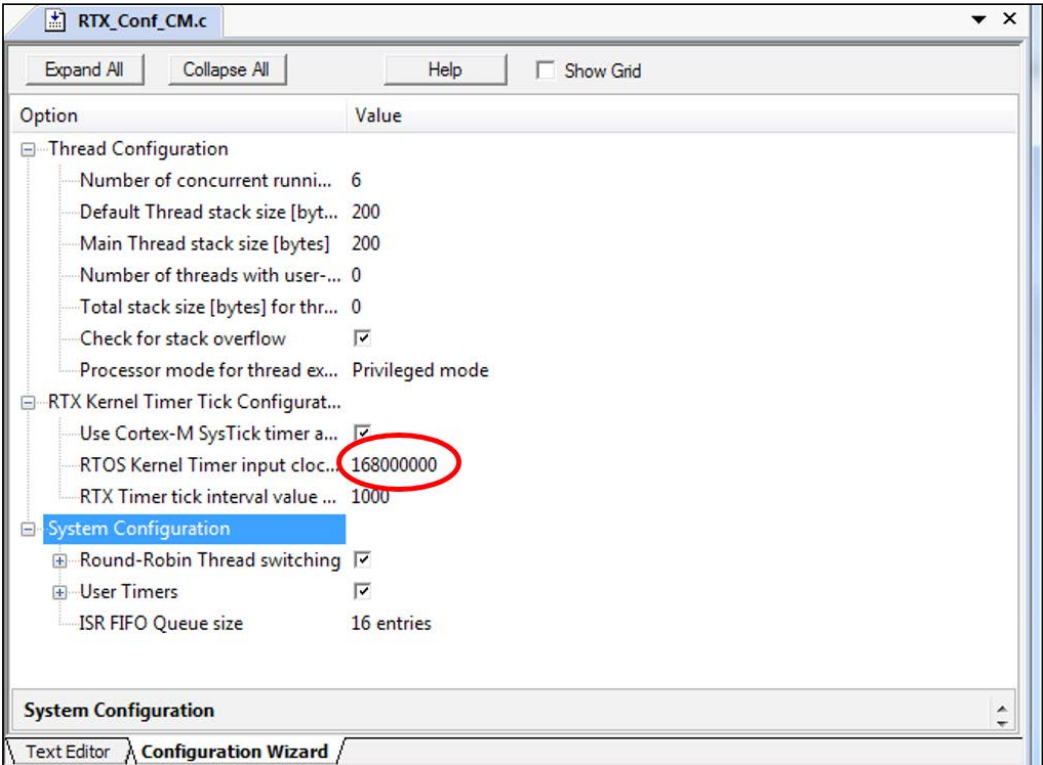 RTX_Conf_CM.c
Expand All Collapse All Help Show Grid
Option Value
Thread Configuration
Number of concurrent runni... 6
Default Thread stack size [byt... 200
Main Thread stack size [bytes] 200
Number of threads with user-... 0
Total stack size [bytes] for thr... 0
Check for stack overflow
Processor mode for thread ex... Privileged mode
RTX Kernel Timer Tick Configurat...
Use Cortex-M SysTick timer a...
RTOS Kernel Timer input cloc... 168000000
RTX Timer tick interval value ... 1000
System Configuration
Round-Robin Thread switching
User Timers
ISR FIFO Queue size 16 entries
System Configuration
Text Editor Configuration Wizard